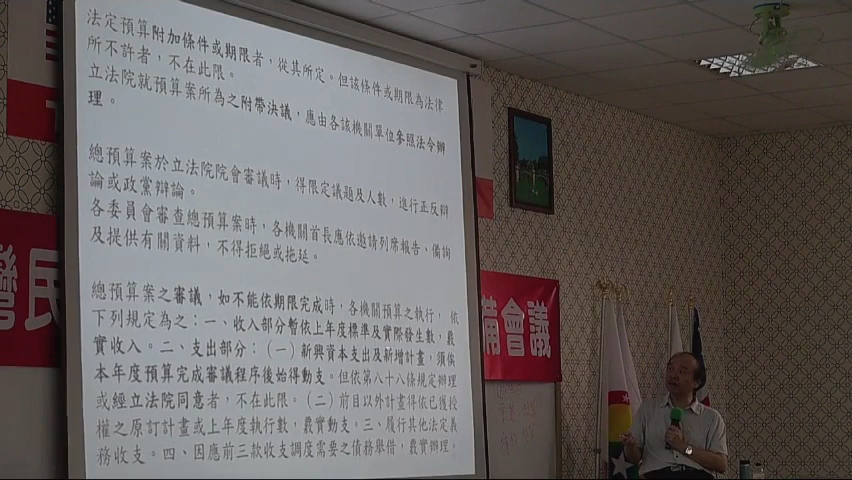 法定預算附加條件或期限者，從其所定。但該條件或期限為法律
所不許者，不在此限。
立法院就預算案所為之附帶決議，應由各該機關單位參照法令辦
理。
總預算案於立法院院會審議時，得限定議題及人數，進行正反辯
論或政黨辯論。
各委員會審查總預算案時，各機關首長應依邀請列席報告、備詢
及提供有關資料，不得拒絕或拖延。
總預算案之審議，如不能依期限完成時，各機關預算之執行，依
下列規定為之：一、收入部分暫依上年度標準及實際發生數，覈
實收入。二、支出部分：（一）新興資本支出及新增計畫，須俟
本年度預算完成審議程序後始得動支。但依第八十八條規定辦理
或經立法院同意者，不在此限。（二）前目以外計畫得依已獲授
權之原訂計畫或上年度執行數，覈實動支。三、履行其他法定義
務收支。四、因應前三款收支調度需要之債務舉借，覈實辦理。
灣民
備會議